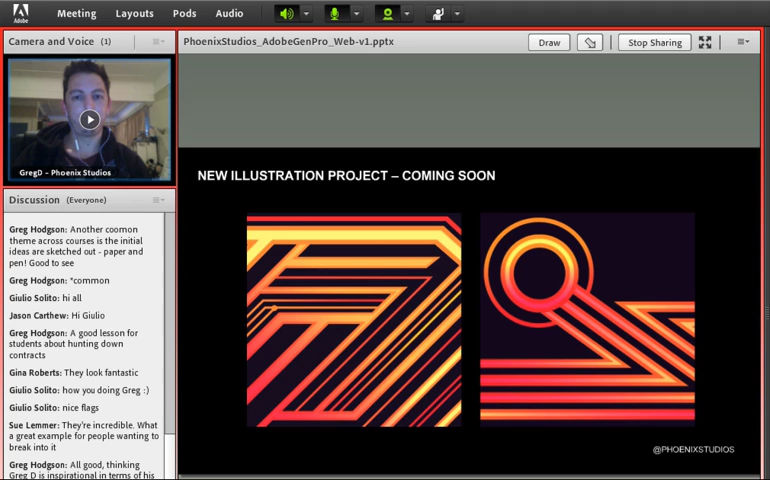 Adobe
Meeting Layouts Pods Audio
Camera and Voice (1)
PhoenixStudios_AdobeGenPro_Web-v1.pptx
Draw
Stop Sharing
GregD - Phoenix Studios
Discussion (Everyone)
Greg Hodgson: Another coomon
theme across courses is the initial
ideas are sketched out - paper and
pen! Good to see
Greg Hodgson: *common
Giulio Solito: hi all
Jason Carthew: Hi Giulio
Greg Hodgson: A good lesson for
students about hunting down
contracts
Gina Roberts: They look fantastic
Giulio Solito: how you doing Greg :)
Giulio Solito: nice flags
Sue Lemmer: They're incredible. What
a great example for people wanting to
break into it
Greg Hodgson: All good, thinking
Greg D is inspirational in terms of his
NEW ILLUSTRATION PROJECT – COMING SOON
@PHOENIXSTUDIOS